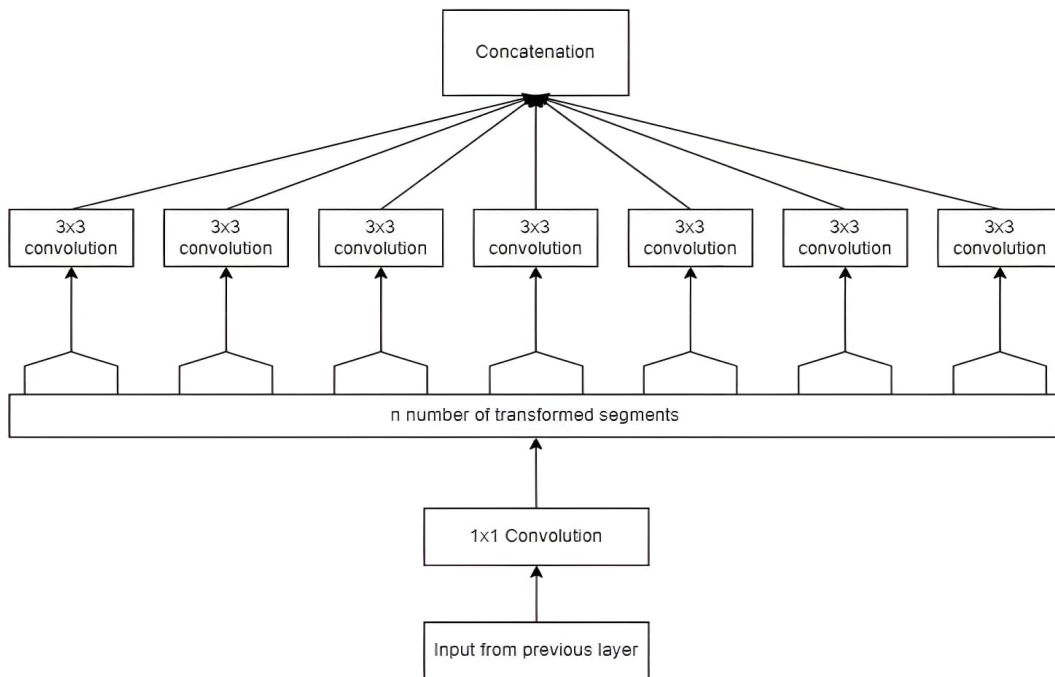 Concatenation
3x3
convolution
3x3
convolution
3x3
convolution
3x3
convolution
3x3
convolution
3x3
convolution
3x3
convolution
n number of transformed segments
1x1 Convolution
Input from previous layer